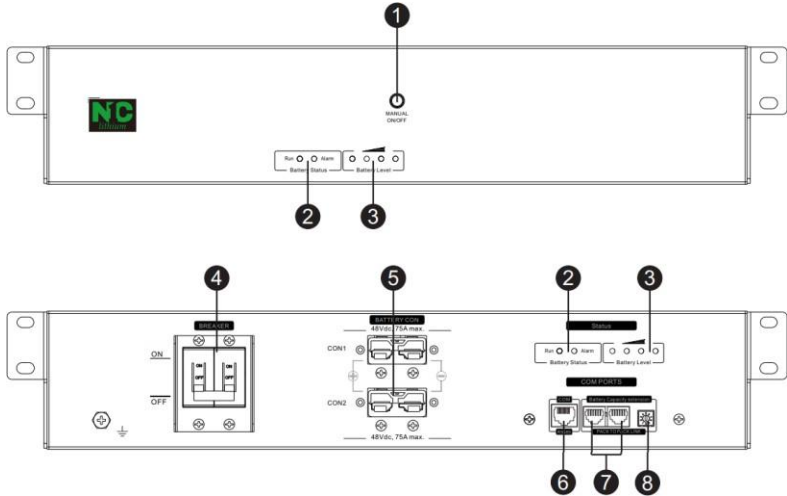 1
MANUAL
ON/OFF
NC
lithium
Run Alarm
Battery Status
Battery Level
2 3
4 5 2 3
BREAKER
BATTERY CON
48Vdc, 75A max.
Status
ON
OFF
ON
OFF
ON
OFF
CON1
CON2
48Vdc, 75A max.
Run Alarm
Battery Status
Battery Level
COM PORTS
COM
Battery Capacity extension
6 7 8